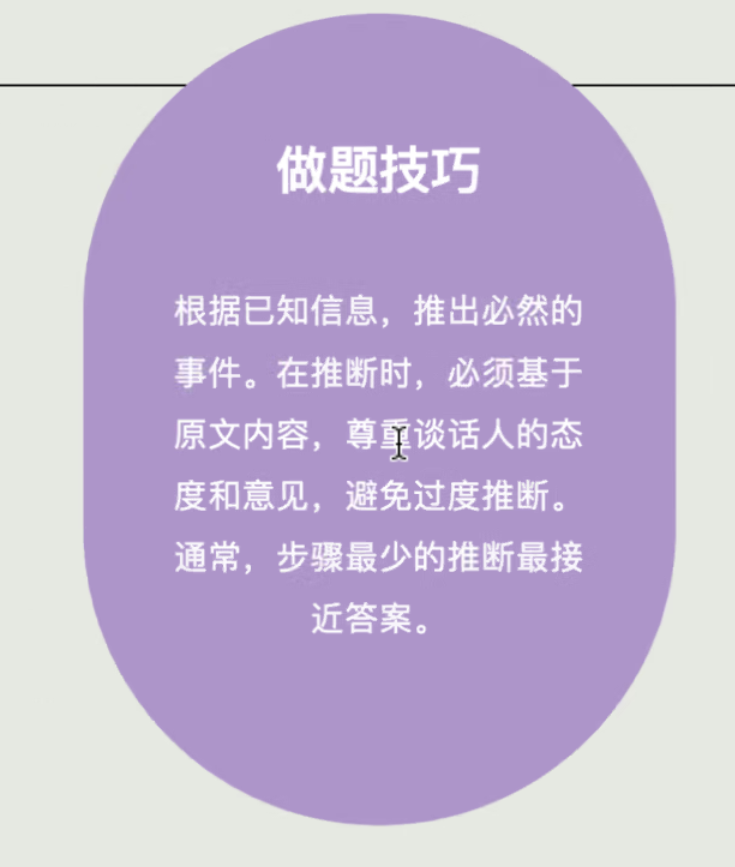 做题技巧
根据已知信息，推出必然的
事件。在推断时，必须基于
原文内容，尊重谈话人的态
度和意见，避免过度推断。
通常，步骤最少的推断最接
近答案。